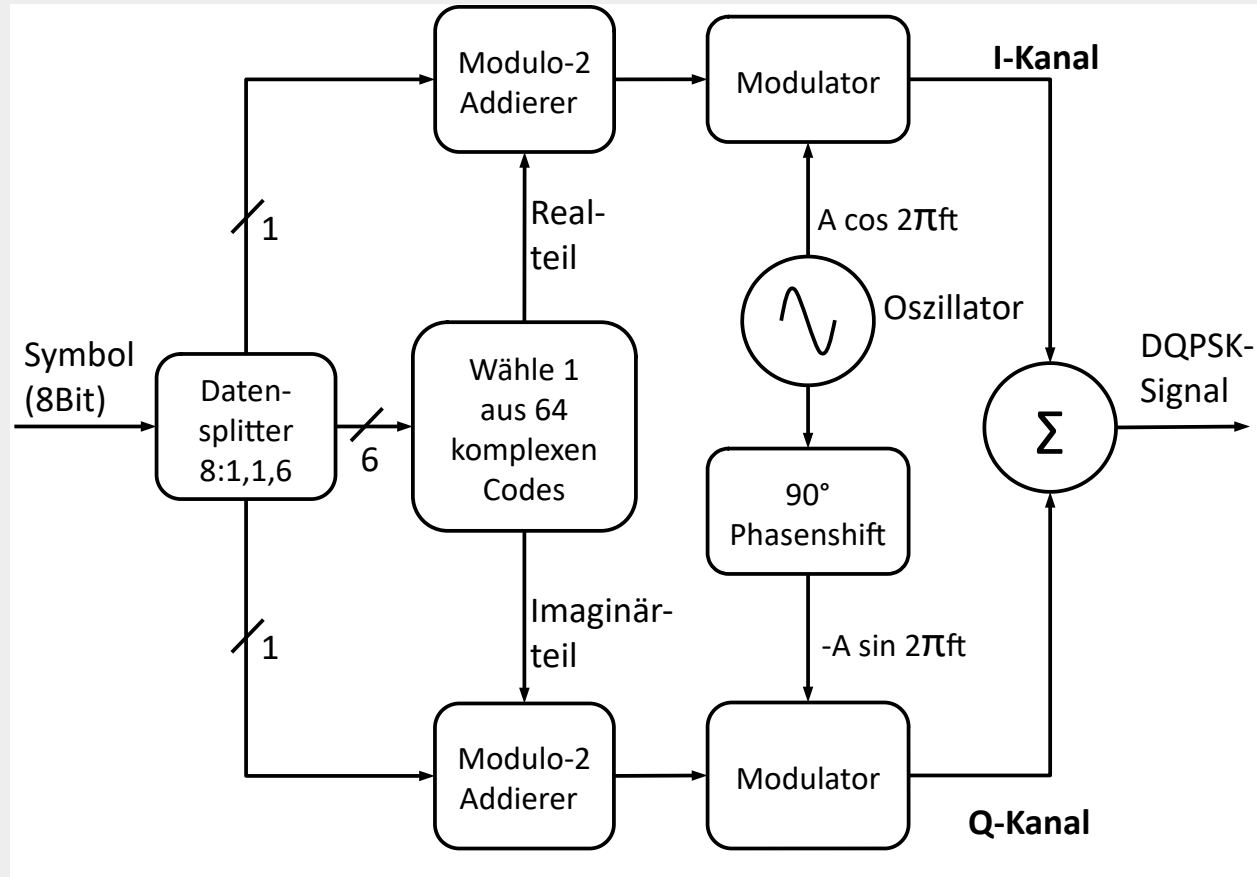 Modulo-2
Addierer
Modulator
I-Kanal
1
Real-
teil
A cos 2πft
Oszillator
Symbol
(8Bit)
Daten-
splitter
8:1,1,6
6
Wähle 1
aus 64
komplexen
Codes
90°
Phasenshift
Σ
DQPSK-
Signal
1
Imaginär-
teil
-A sin 2πft
Modulo-2
Addierer
Modulator
Q-Kanal